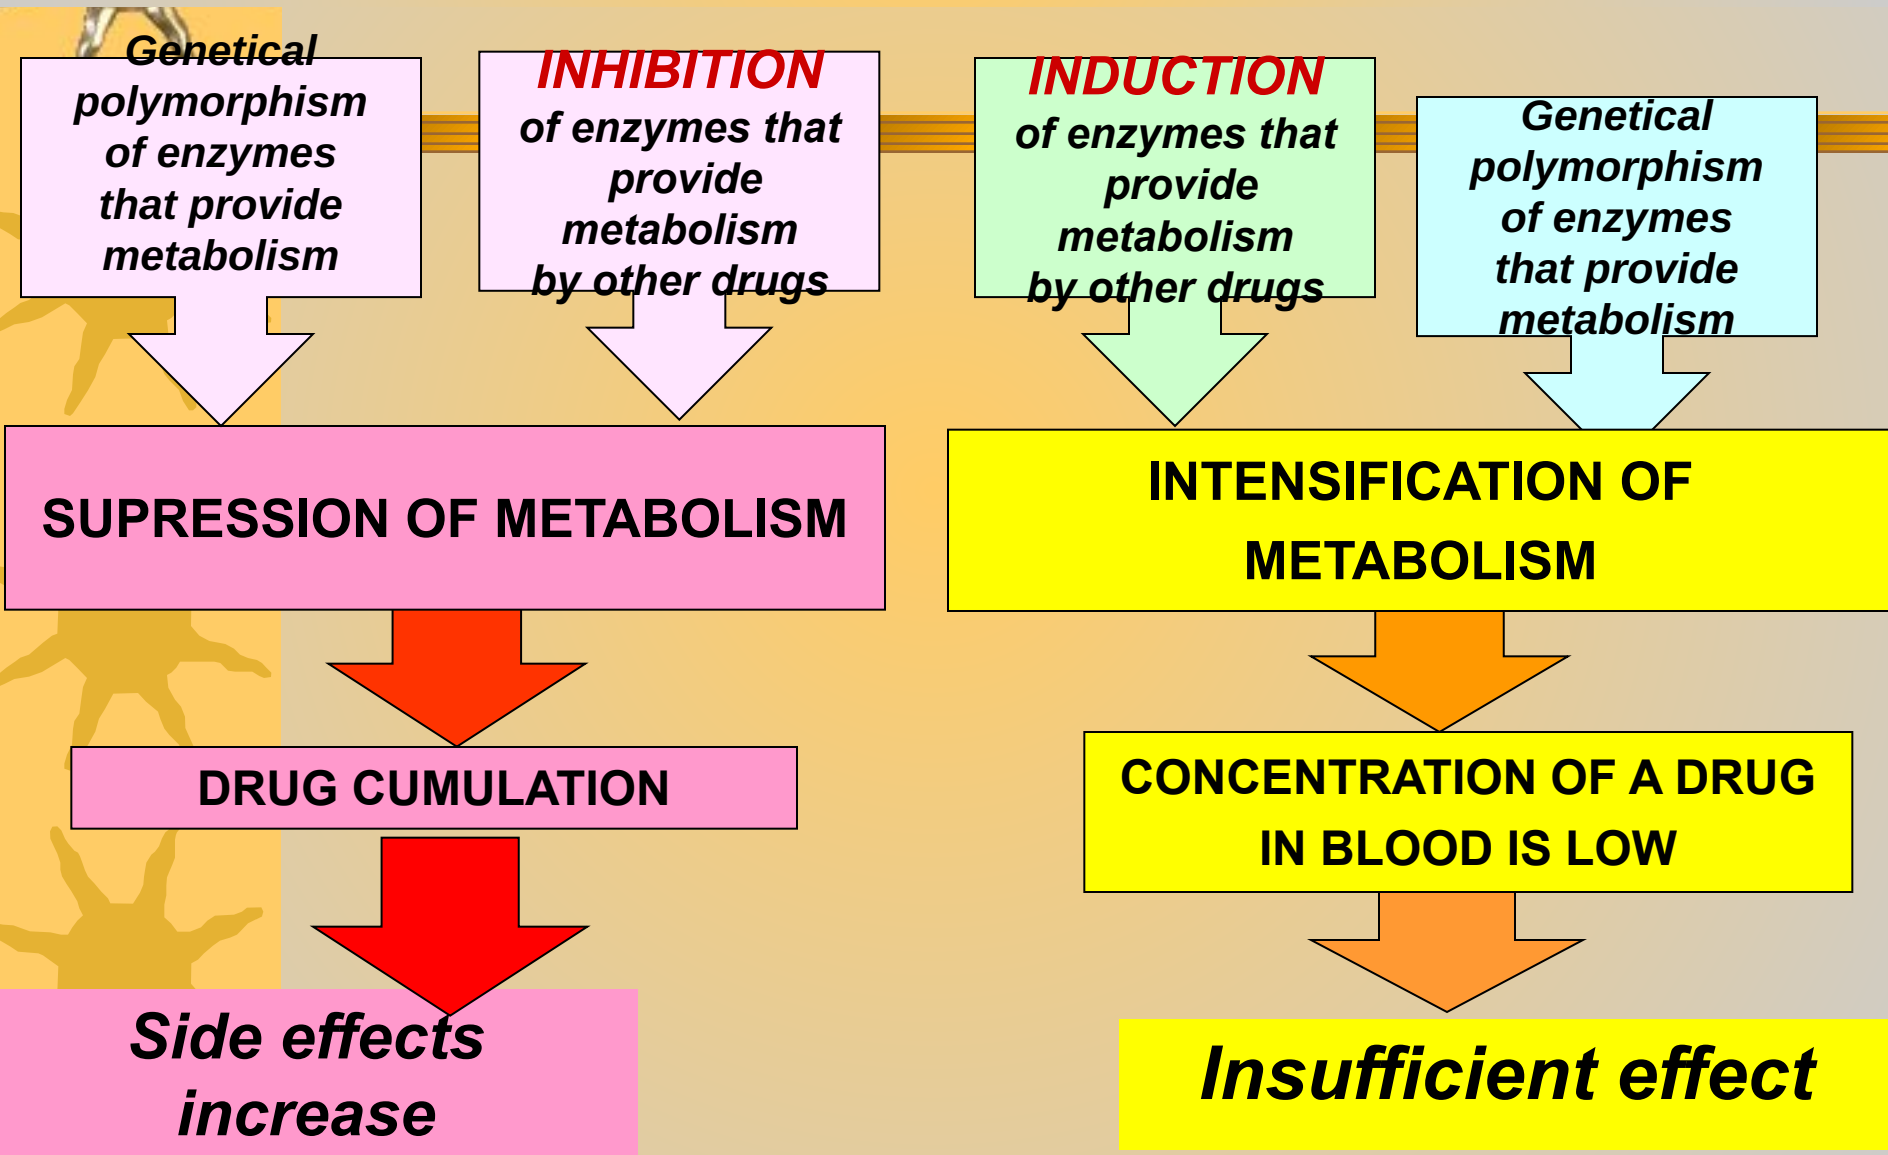 Genetical
polymorphism
of enzymes
that provide
metabolism
INHIBITION
of enzymes that
provide
metabolism
by other drugs
INDUCTION
of enzymes that
provide
metabolism
by other drugs
Genetical
polymorphism
of enzymes
that provide
metabolism
SUPRESSION OF METABOLISM
INTENSIFICATION OF
METABOLISM
DRUG CUMULATION
CONCENTRATION OF A DRUG
IN BLOOD IS LOW
Side effects
increase
Insufficient effect